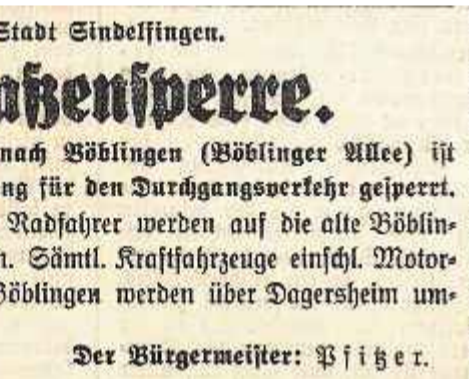 Stadt Sindelfingen.
aßensperre.
nach Böblingen (Böblinger Allee) ist
ng für den Durchgangsverkehr gesperrt.
Radfahrer werden auf die alte Böblin-
n. Sämtl. Kraftfahrzeuge einschl. Motor-
Böblingen werden über Dagersheim um-
Der Bürgermeister: Pfitzer.